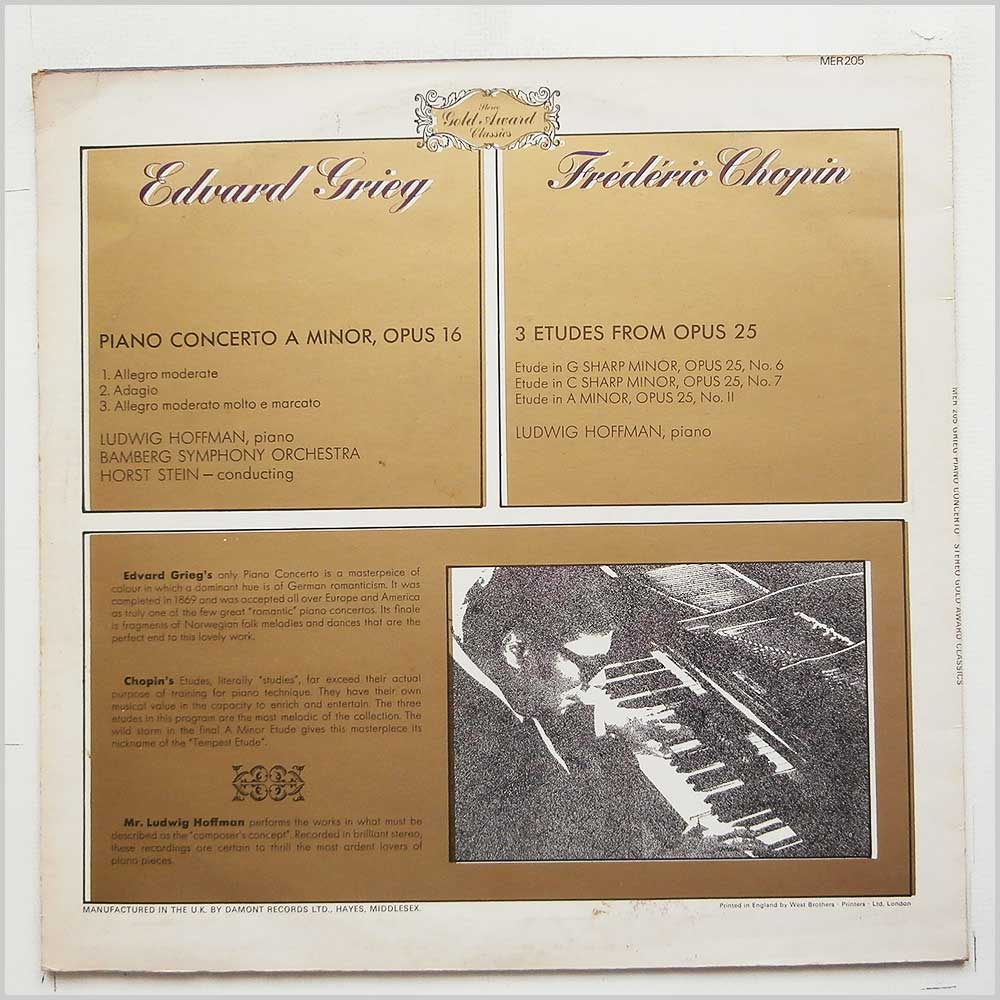 MER205
Stereo
Gold Award
Classics
Edvard Grieg
PIANO CONCERTO A MINOR, OPUS 16
1. Allegro moderate
2. Adagio
3. Allegro moderato molto e marcato
LUDWIG HOFFMAN, piano
BAMBERG SYMPHONY ORCHESTRA
HORST STEIN – conducting
Frédéric Chopin
3 ETUDES FROM OPUS 25
Etude in G SHARP MINOR, OPUS 25, No. 6
Etude in C SHARP MINOR, OPUS 25, No. 7
Etude in A MINOR, OPUS 25, No. II
LUDWIG HOFFMAN, piano
Edvard Grieg's only Piano Concerto is a masterpeice of
colour in which a dominant hue is of German romanticism. It was
completed in 1869 and was accepted all over Europe and America
as truly one of the few great "romantic" piano concertos. Its finale
is fragments of Norwegian folk melodies and dances that are the
perfect end to this lovely work.
Chopin's Etudes, literally "studies", far exceed their actual
purpose of training for piano technique. They have their own
musical value in the capacity to enrich and entertain. The three
etudes in this program are the most melodic of the collection. The
wild storm in the final A Minor Etude gives this masterpiece its
nickname of the "Tempest Etude".
Mr. Ludwig Hoffman performs the works in what must be
described as the "composer's concept". Recorded in brilliant stereo,
these recordings are certain to thrill the most ardent lovers of
piano pieces.
MANUFACTURED IN THE U.K. BY DAMONT RECORDS LTD., HAYES, MIDDLESEX.
Printed in England by West Brothers · Printers · Ltd, London
MER 205 GRIEG PIANO CONCERTO STEREO GOLD AWARD CLASSICS